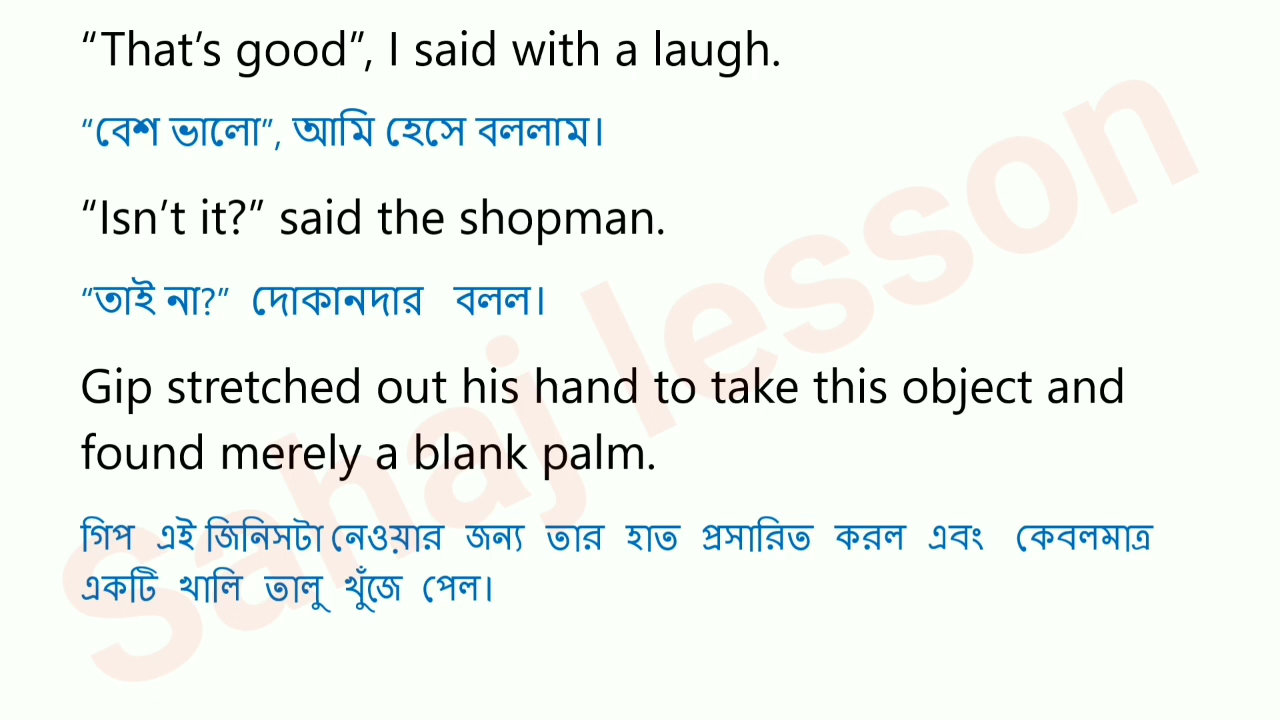 “That’s good”, I said with a laugh.
“বেশ ভালো”, আমি হেসে বললাম।
“Isn’t it?” said the shopman.
“তাই না?” দোকানদার বলল।
Gip stretched out his hand to take this object and
found merely a blank palm.
গিপ এই জিনিসটা নেওয়ার জন্য তার হাত প্রসারিত করল এবং কেবলমাত্র
একটি খালি তালু খুঁজে পেল।
Sahaj lesson